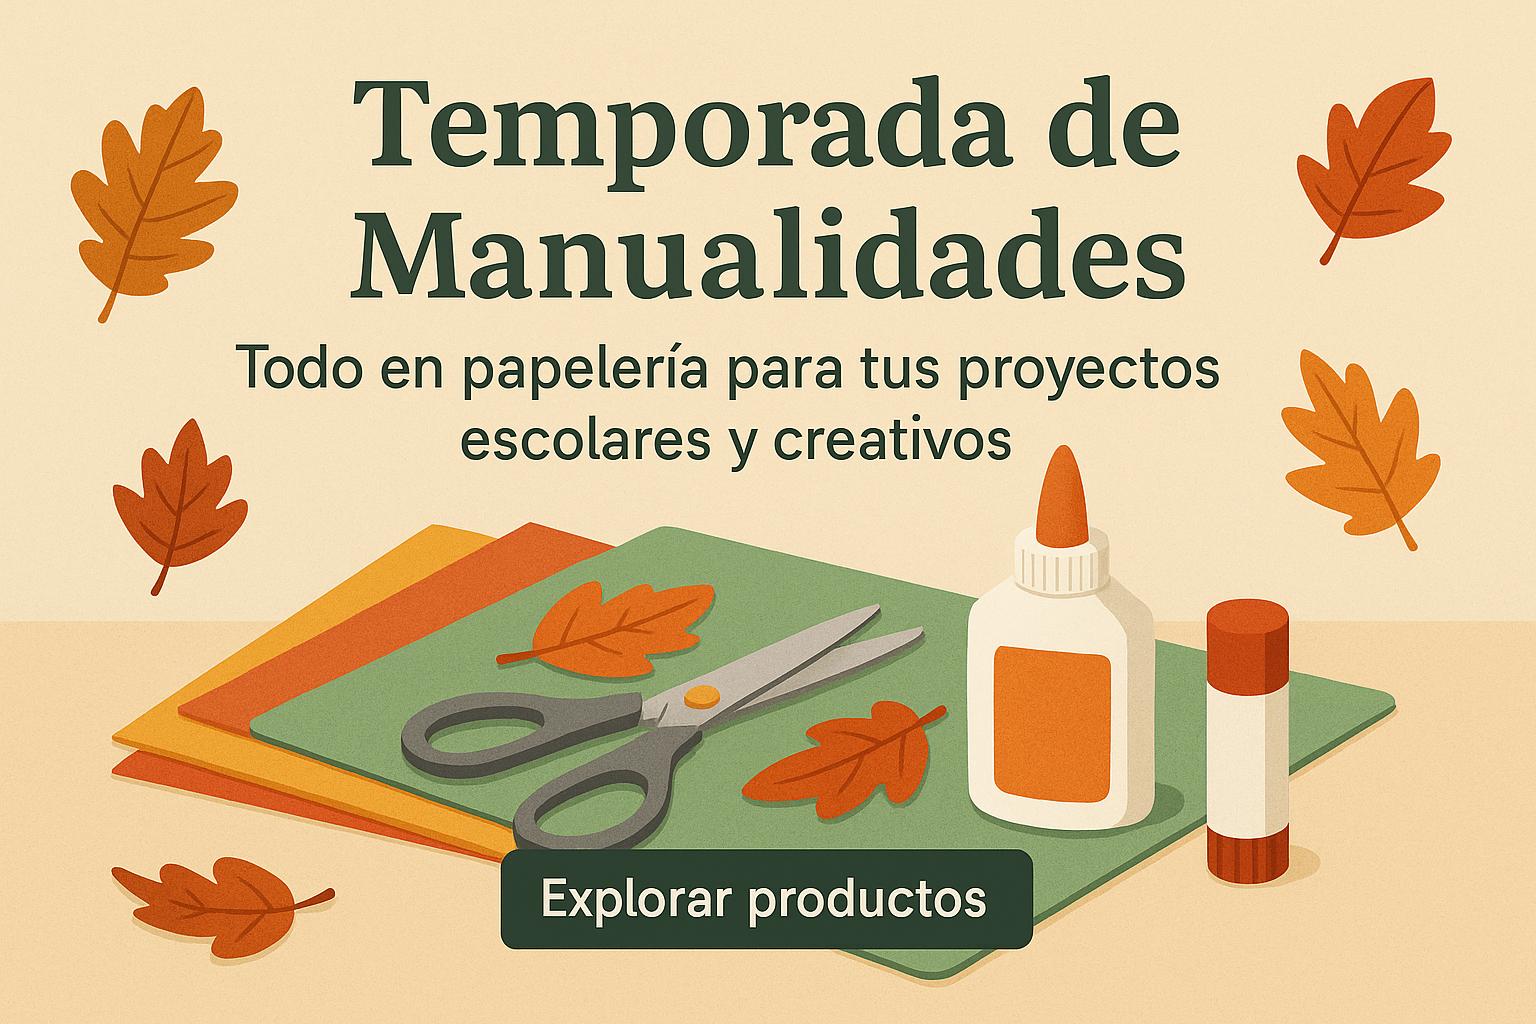 Temporada de
Manualidades
Todo en papelería para tus proyectos
escolares y creativos
Explorar productos